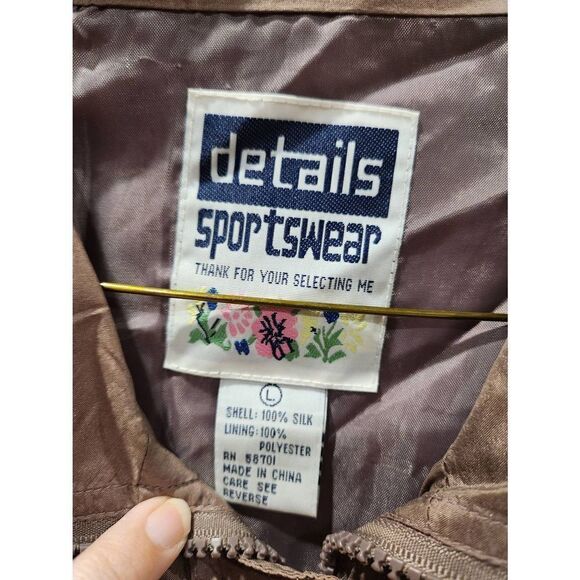 details
sportswear
THANK FOR YOUR SELECTING ME
L
SHELL: 100% SILK
LINING: 100%
POLYESTER
RN 58701
MADE IN CHINA
CARE SEE
REVERSE